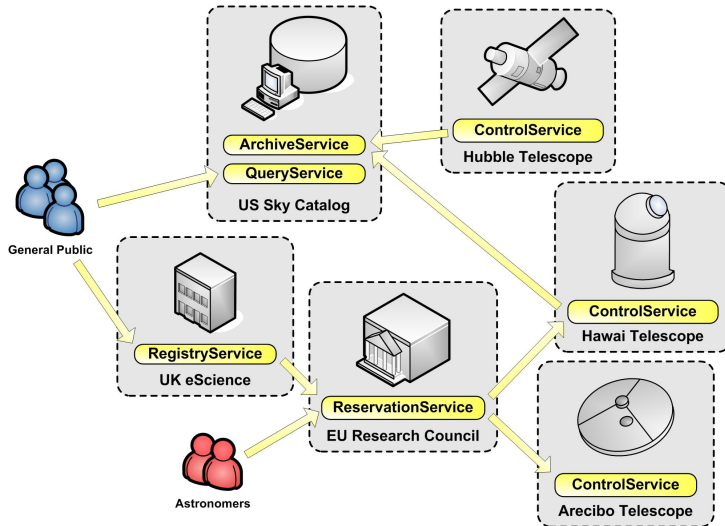 ArchiveService
QueryService
US Sky Catalog
ControlService
Hubble Telescope
General Public
RegistryService
UK eScience
ReservationService
EU Research Council
ControlService
Hawai Telescope
Astronomers
ControlService
Arecibo Telescope